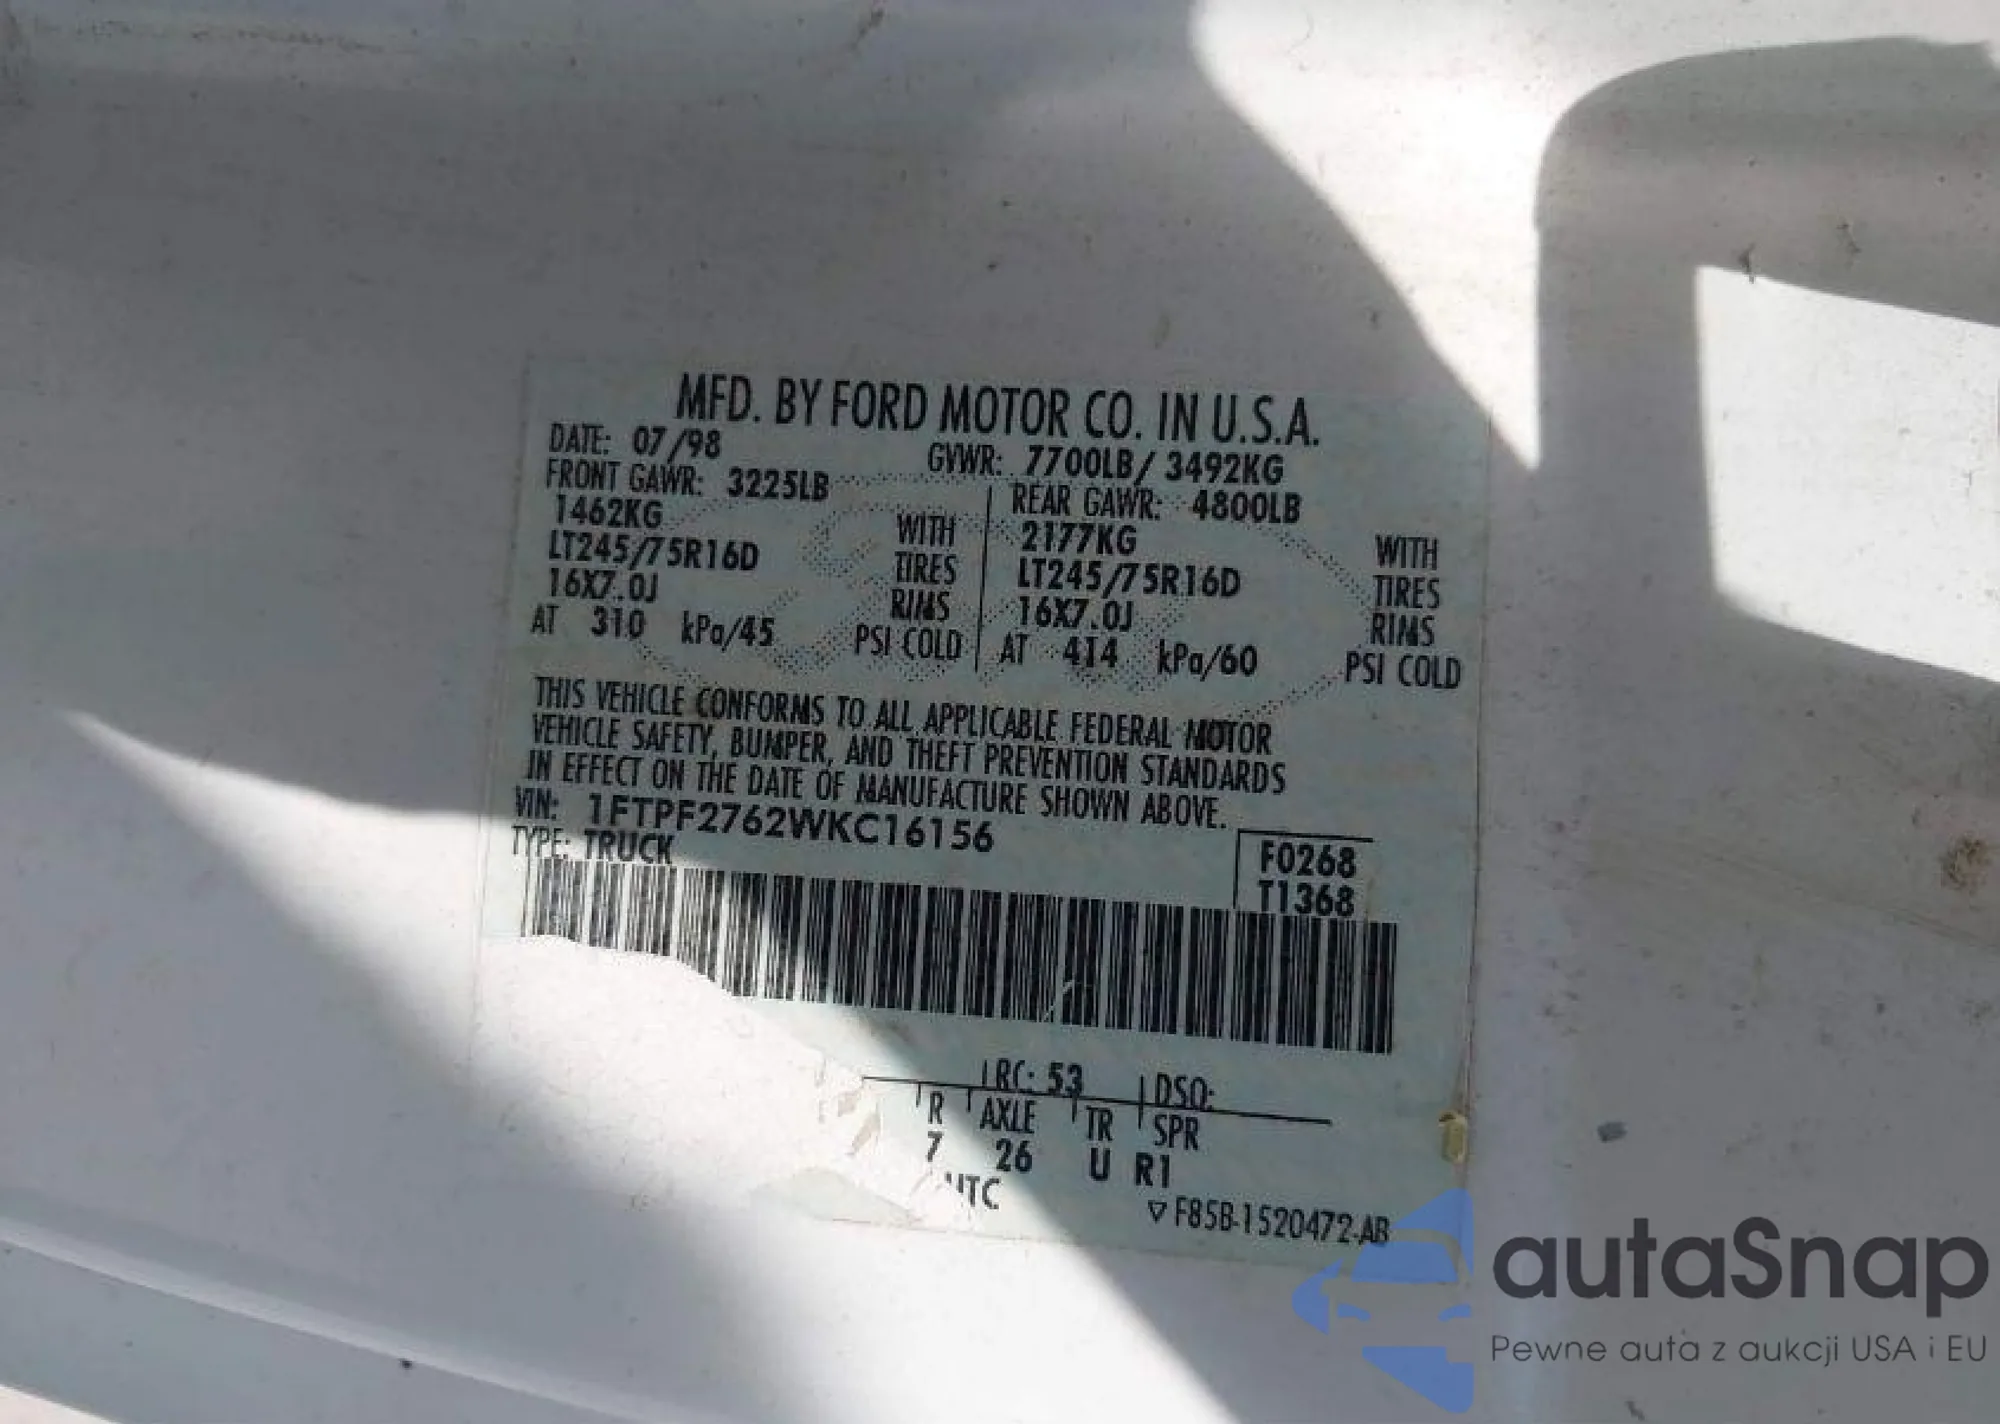 MFD. BY FORD MOTOR CO. IN U.S.A.
DATE: 07/98 GVWR: 7700LB/ 3492KG
FRONT GAWR: 3225LB REAR GAWR: 4800LB
1462KG WITH 2177KG WITH
LT245/75R16D TIRES LT245/75R16D TIRES
16X7.0J RIMS 16X7.0J RIMS
AT 310 kPa/45 PSI COLD AT 414 kPa/60 PSI COLD
THIS VEHICLE CONFORMS TO ALL APPLICABLE FEDERAL MOTOR
VEHICLE SAFETY, BUMPER, AND THEFT PREVENTION STANDARDS
IN EFFECT ON THE DATE OF MANUFACTURE SHOWN ABOVE.
VIN: 1FTPF2762WKC16156
TYPE: TRUCK
F0268
T1368
RC: 53 DSO:
R AXLE TR SPR
7 26 U R1
UTC
▽ F85B-1520472-AB
autaSnap
Pewne auta z aukcji USA i EU